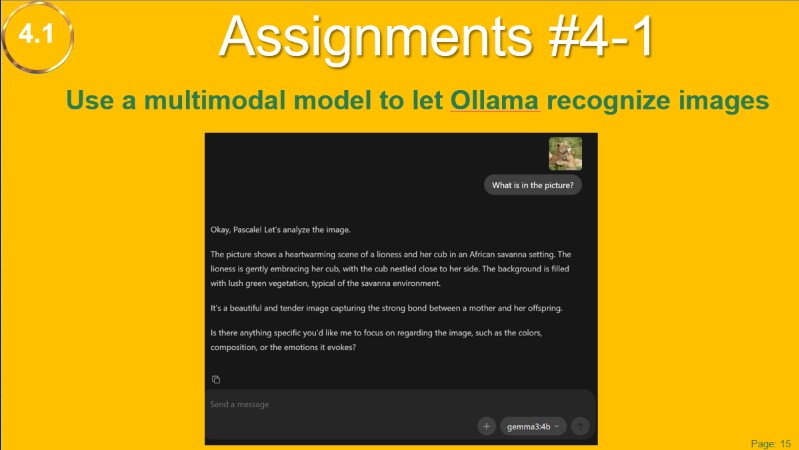 4.1
Assignments #4-1
Use a multimodal model to let Ollama recognize images
What is in the picture?
Okay, Pascale! Let's analyze the image.
The picture shows a heartwarming scene of a lioness and her cub in an African savanna setting. The
lioness is gently embracing her cub, with the cub nestled close to her side. The background is filled
with lush green vegetation, typical of the savanna environment.
It's a beautiful and tender image capturing the strong bond between a mother and her offspring.
Is there anything specific you'd like me to focus on regarding the image, such as the colors,
composition, or the emotions it evokes?
Send a message
gemma3:4b
Page: 15